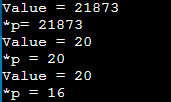 Value = 21873
*p= 21873
Value = 20
*p = 20
Value = 20
*p = 16